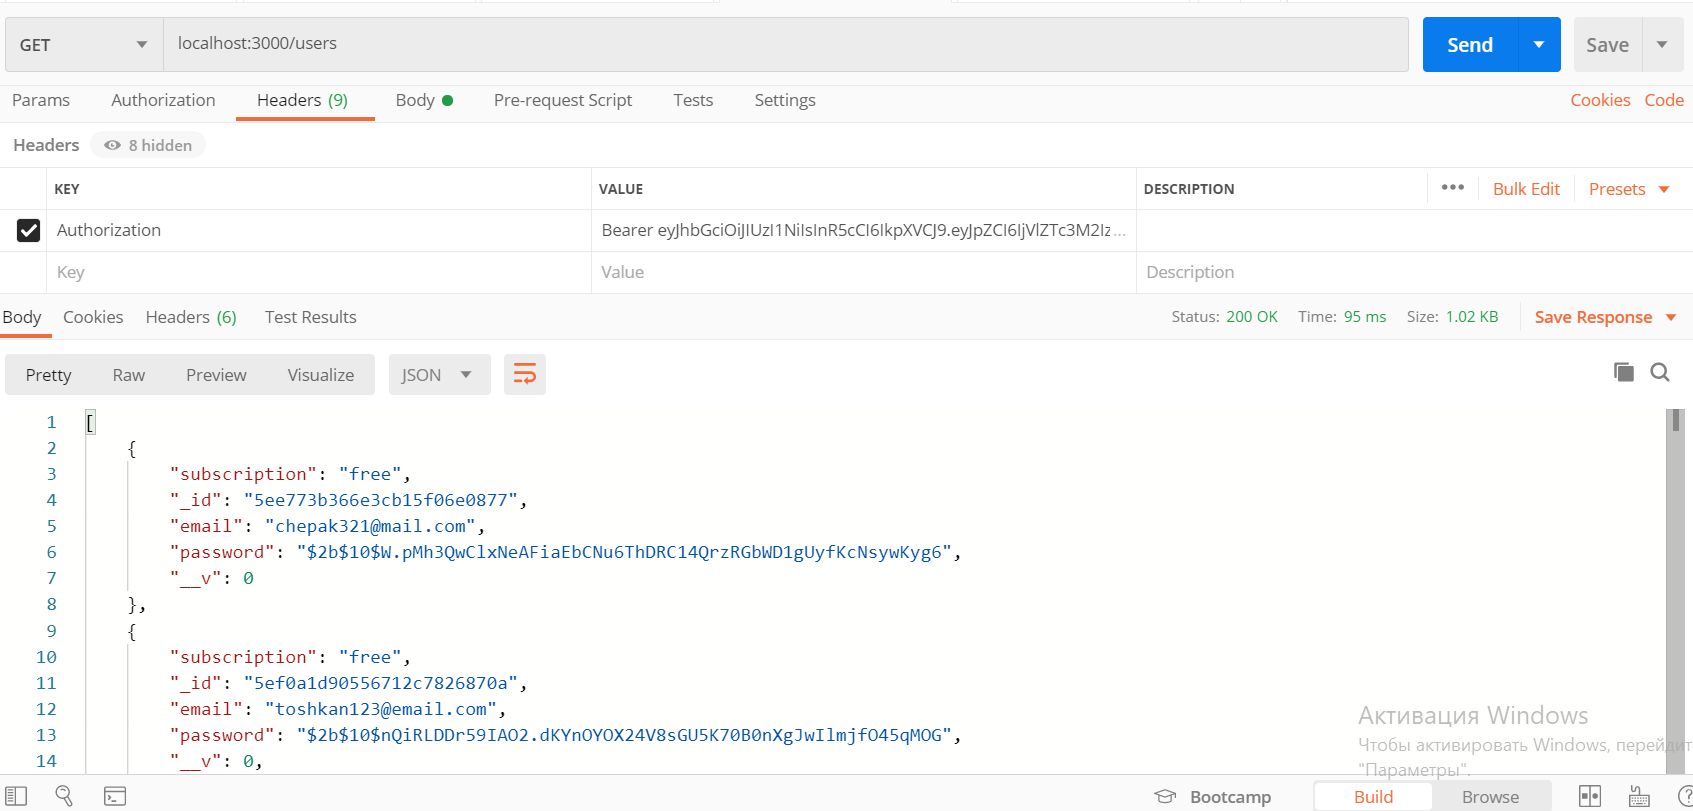 GET localhost:3000/users Send Save
Params Authorization Headers (9) Body Pre-request Script Tests Settings Cookies Code
Headers 8 hidden
KEY VALUE DESCRIPTION ••• Bulk Edit Presets
Authorization Bearer eyJhbGciOiJIUzI1NiIsInR5cCI6IkpXVCJ9.eyJpZCI6IjVlZTc3M2Iz...
Key Value Description
Body Cookies Headers (6) Test Results Status: 200 OK Time: 95 ms Size: 1.02 KB Save Response
Pretty Raw Preview Visualize JSON
1 [
2 {
3 "subscription": "free",
4 "_id": "5ee773b366e3cb15f06e0877",
5 "email": "chepak321@mail.com",
6 "password": "$2b$10$W.pMh3QwClxNeAFiaEbCNu6ThDRC14QrzRGbWD1gUyfKcNsywKyg6",
7 "__v": 0
8 },
9 {
10 "subscription": "free",
11 "_id": "5ef0a1d90556712c7826870a",
12 "email": "toshkan123@email.com",
13 "password": "$2b$10$nQiRLDDr59IAO2.dKYnOYOX24V8sGU5K70B0nXgJwIlmjfO45qMOG",
14 "__v": 0,
Активация Windows
Чтобы активировать Windows, перейдит
"Параметры".
Bootcamp Build Browse